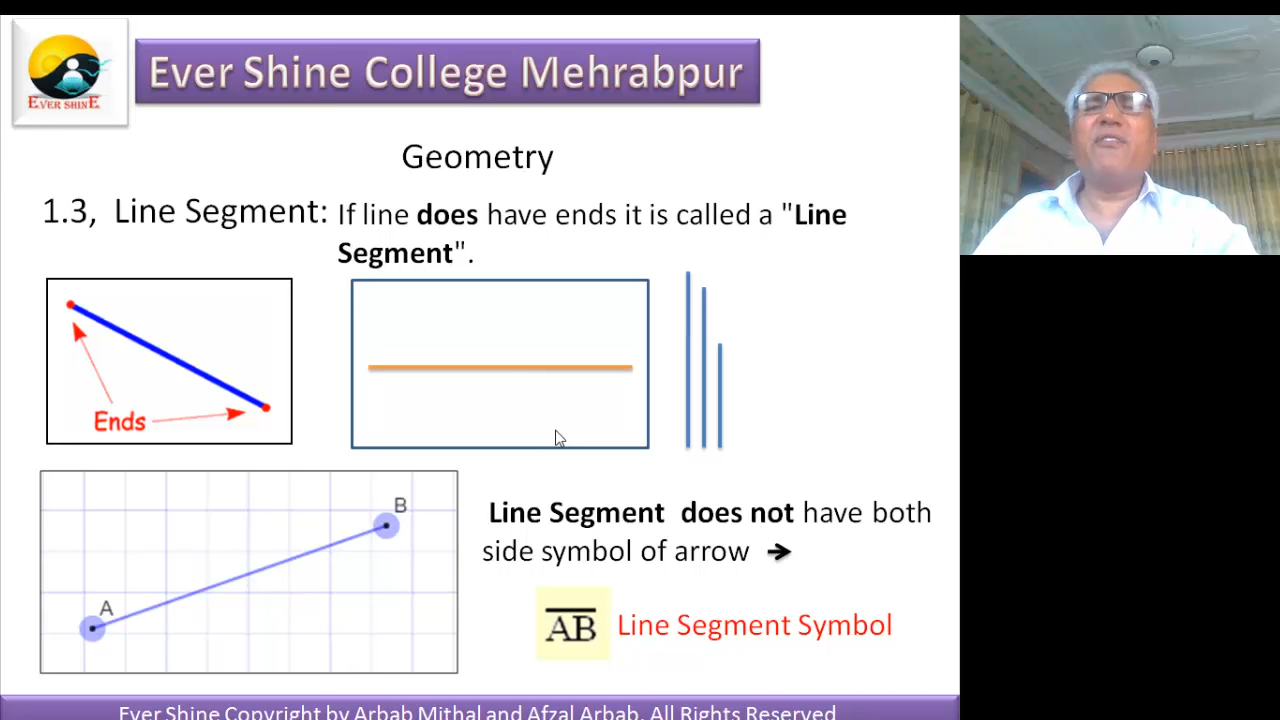 EVER SHINE
Ever Shine College Mehrabpur
Geometry
1.3, Line Segment: If line does have ends it is called a "Line
Segment".
Ends
A
B
Line Segment does not have both
side symbol of arrow ➔
AB
Line Segment Symbol
Ever Shine Copyright by Arbab Mithal and Afzal Arbab. All Rights Reserved